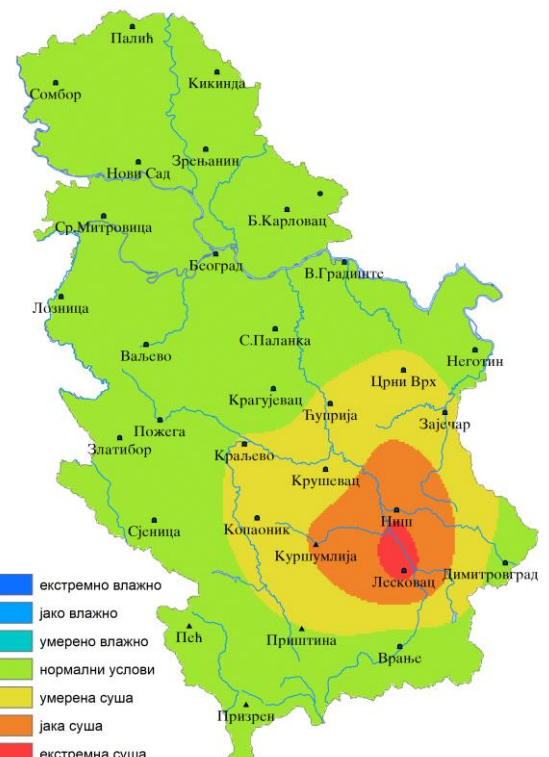 Палић
Кикинда
Сомбор
Зрењанин
Нови Сад
Б.Карловац
Ср.Митровица
Београд
В.Градиште
Лозница
С.Паланка
Ваљево
Неготин
Црни Врх
Крагујевац
Ћуприја
Зајечар
Пожега
Златибор
Краљево
Крушевац
Ниш
Сјеница
Копаоник
Куршумлија
Димитровград
Лесковац
Пећ
Приштина
Врање
Призрен
екстремно влажно
јако влажно
умерено влажно
нормални услови
умерена суша
јака суша
екстремна суша